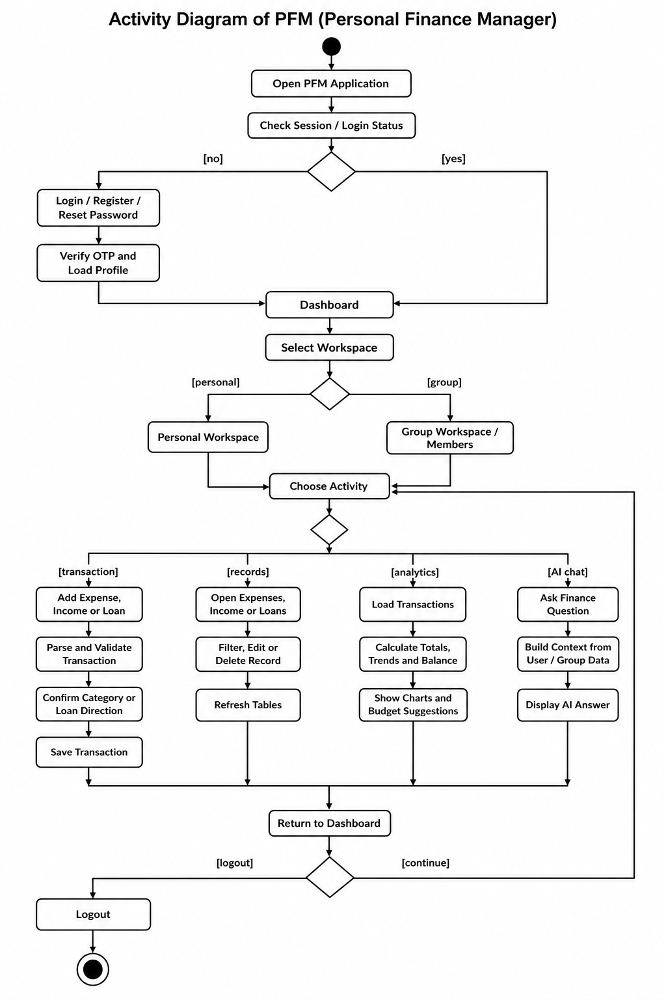 Activity Diagram of PFM (Personal Finance Manager)
Open PFM Application
Check Session / Login Status
[no]
[yes]
Login / Register /
Reset Password
Verify OTP and
Load Profile
Dashboard
Select Workspace
[personal]
[group]
Personal Workspace
Group Workspace /
Members
Choose Activity
[transaction]
[records]
[analytics]
[AI chat]
Add Expense,
Income or Loan
Open Expenses,
Income or Loans
Load Transactions
Ask Finance
Question
Parse and Validate
Transaction
Filter, Edit or
Delete Record
Calculate Totals,
Trends and Balance
Build Context from
User / Group Data
Confirm Category or
Loan Direction
Refresh Tables
Show Charts and
Budget Suggestions
Display AI Answer
Save Transaction
Return to Dashboard
[logout]
[continue]
Logout